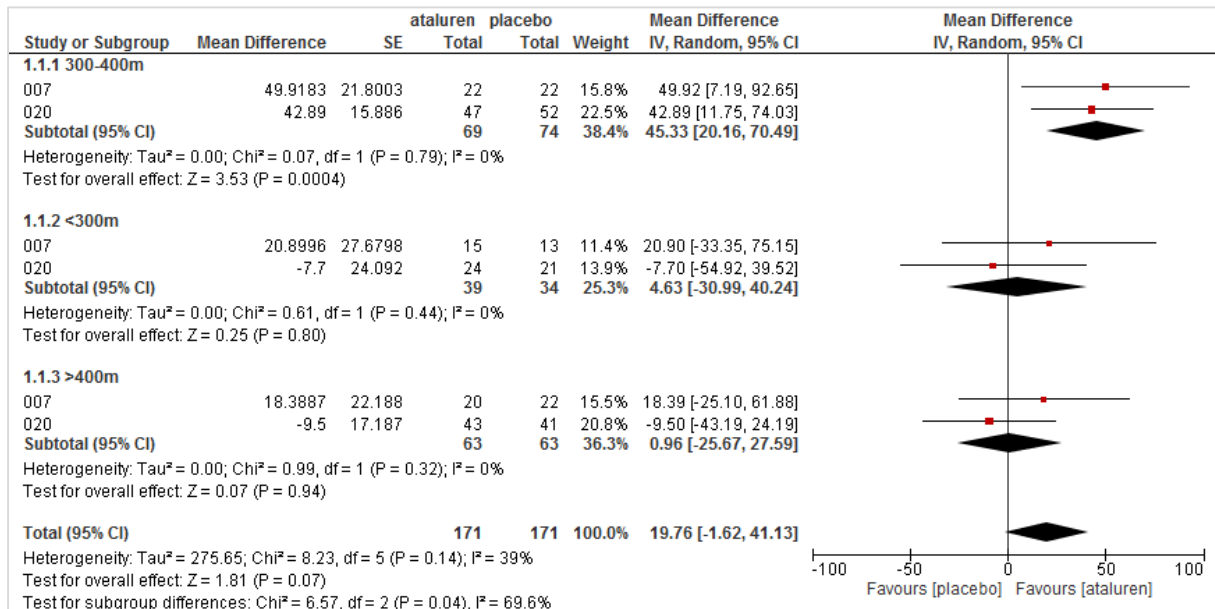 ataluren placebo Mean Difference Mean Difference
Study or Subgroup Mean Difference SE Total Total Weight IV, Random, 95% CI IV, Random, 95% CI
1.1.1 300-400m
007 49.9183 21.8003 22 22 15.8% 49.92 [7.19, 92.65]
020 42.89 15.886 47 52 22.5% 42.89 [11.75, 74.03]
Subtotal (95% CI) 69 74 38.4% 45.33 [20.16, 70.49]
Heterogeneity: Tau² = 0.00; Chi² = 0.07, df = 1 (P = 0.79); I² = 0%
Test for overall effect: Z = 3.53 (P = 0.0004)
1.1.2 <300m
007 20.8996 27.6798 15 13 11.4% 20.90 [-33.35, 75.15]
020 -7.7 24.092 24 21 13.9% -7.70 [-54.92, 39.52]
Subtotal (95% CI) 39 34 25.3% 4.63 [-30.99, 40.24]
Heterogeneity: Tau² = 0.00; Chi² = 0.61, df = 1 (P = 0.44); I² = 0%
Test for overall effect: Z = 0.25 (P = 0.80)
1.1.3 >400m
007 18.3887 22.188 20 22 15.5% 18.39 [-25.10, 61.88]
020 -9.5 17.187 43 41 20.8% -9.50 [-43.19, 24.19]
Subtotal (95% CI) 63 63 36.3% 0.96 [-25.67, 27.59]
Heterogeneity: Tau² = 0.00; Chi² = 0.99, df = 1 (P = 0.32); I² = 0%
Test for overall effect: Z = 0.07 (P = 0.94)
Total (95% CI) 171 171 100.0% 19.76 [-1.62, 41.13]
Heterogeneity: Tau² = 275.65; Chi² = 8.23, df = 5 (P = 0.14); I² = 39%
Test for overall effect: Z = 1.81 (P = 0.07)
Test for subgroup differences: Chi² = 6.57, df = 2 (P = 0.04), I² = 69.6%
-100 -50 0 50 100
Favours [placebo] Favours [ataluren]